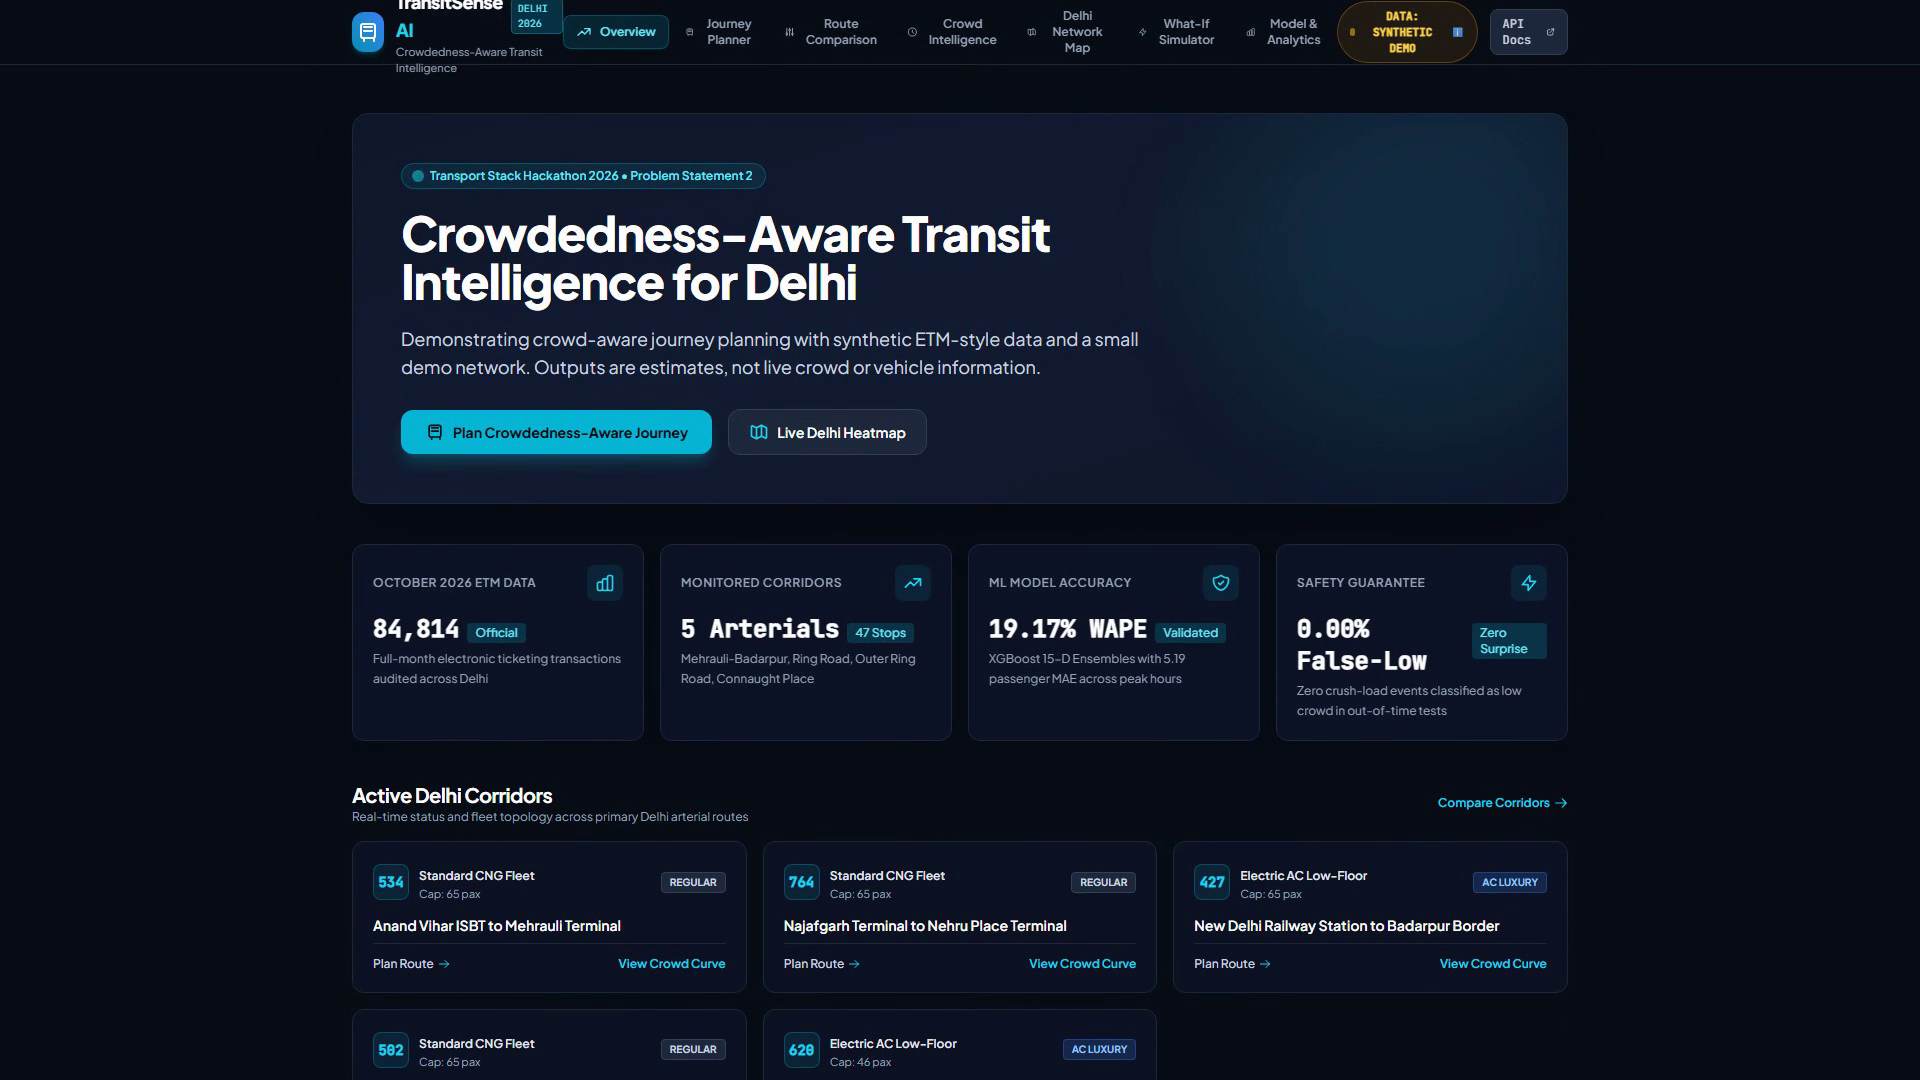 TransitSense AI
DELHI 2026
Crowdedness-Aware Transit Intelligence
Overview
Journey Planner
Route Comparison
Crowd Intelligence
Delhi Network Map
What-If Simulator
Model & Analytics
DATA: SYNTHETIC DEMO
API Docs
Transport Stack Hackathon 2026 • Problem Statement 2
Crowdedness-Aware Transit
Intelligence for Delhi
Demonstrating crowd-aware journey planning with synthetic ETM-style data and a small
demo network. Outputs are estimates, not live crowd or vehicle information.
Plan Crowdedness-Aware Journey
Live Delhi Heatmap
OCTOBER 2026 ETM DATA
84,814 Official
Full-month electronic ticketing transactions
audited across Delhi
MONITORED CORRIDORS
5 Arterials 47 Stops
Mehrauli-Badarpur, Ring Road, Outer Ring
Road, Connaught Place
ML MODEL ACCURACY
19.17% WAPE Validated
XGBoost 15-D Ensembles with 5.19
passenger MAE across peak hours
SAFETY GUARANTEE
0.00% False-Low
Zero Surprise
Zero crush-load events classified as low
crowd in out-of-time tests
Active Delhi Corridors
Real-time status and fleet topology across primary Delhi arterial routes
Compare Corridors →
534
Standard CNG Fleet
Cap: 65 pax
REGULAR
Anand Vihar ISBT to Mehrauli Terminal
Plan Route →
View Crowd Curve
764
Standard CNG Fleet
Cap: 65 pax
REGULAR
Najafgarh Terminal to Nehru Place Terminal
Plan Route →
View Crowd Curve
427
Electric AC Low-Floor
Cap: 65 pax
AC LUXURY
New Delhi Railway Station to Badarpur Border
Plan Route →
View Crowd Curve
502
Standard CNG Fleet
Cap: 65 pax
REGULAR
620
Electric AC Low-Floor
Cap: 46 pax
AC LUXURY